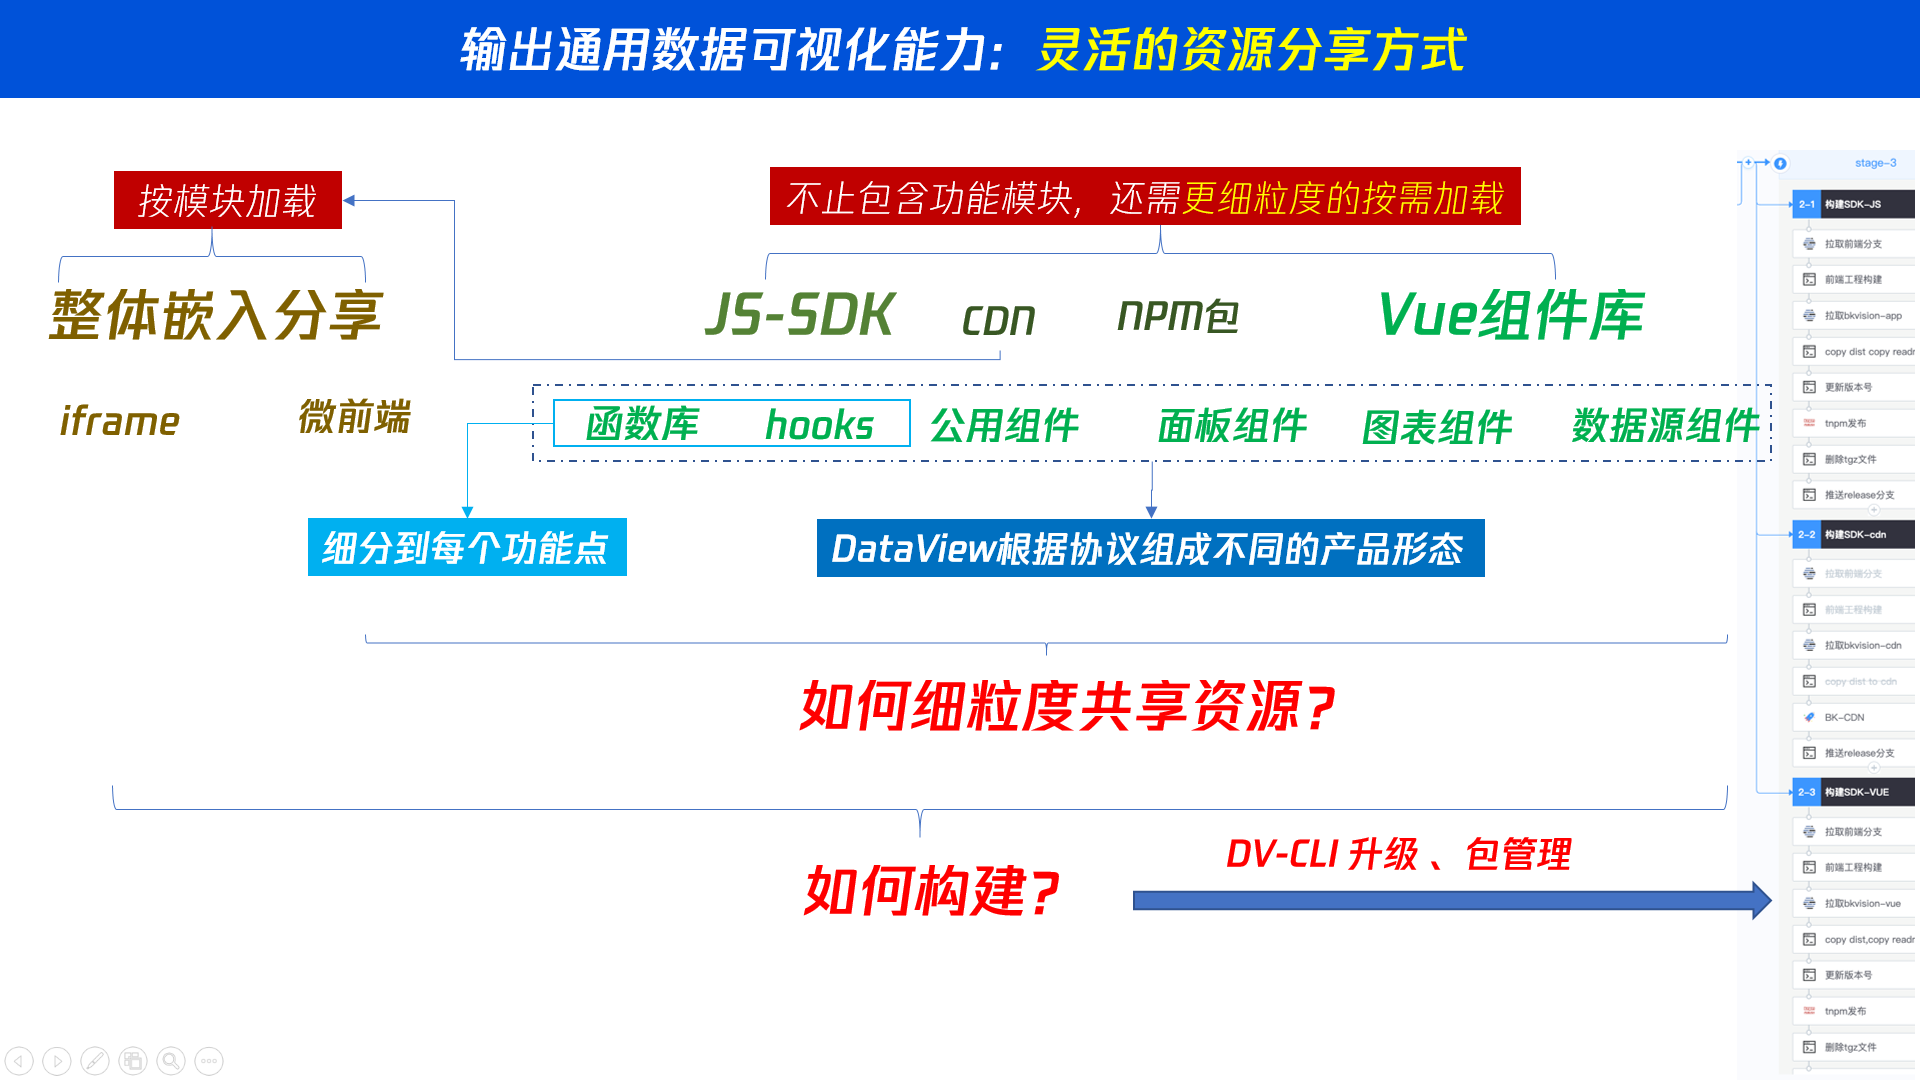 输出通用数据可视化能力：灵活的资源分享方式
按模块加载
不止包含功能模块，还需更细粒度的按需加载
整体嵌入分享
JS-SDK
CDN
NPM包
Vue组件库
iframe
微前端
函数库
hooks
公用组件
面板组件
图表组件
数据源组件
细分到每个功能点
DataView根据协议组成不同的产品形态
如何细粒度共享资源?
如何构建?
DV-CLI 升级 、包管理
stage-3
2-1 构建SDK-JS
拉取前端分支
前端工程构建
拉取bkvision-app
copy dist copy readm
更新版本号
tnpm发布
删除tgz文件
推送release分支
2-2 构建SDK-cdn
拉取前端分支
前端工程构建
拉取bkvision-cdn
copy dist to cdn
BK-CDN
推送release分支
2-3 构建SDK-VUE
拉取前端分支
前端工程构建
拉取bkvision-vue
copy dist,copy readm
更新版本号
tnpm发布
删除tgz文件